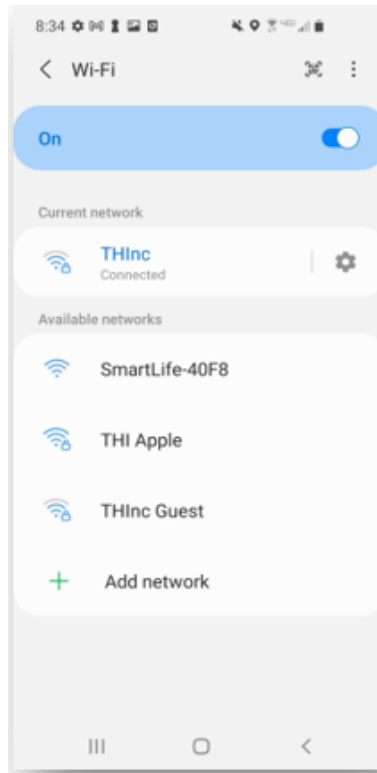 8:34
Wi-Fi
On
Current network
THInc
Connected
Available networks
SmartLife-40F8
THI Apple
THInc Guest
Add network